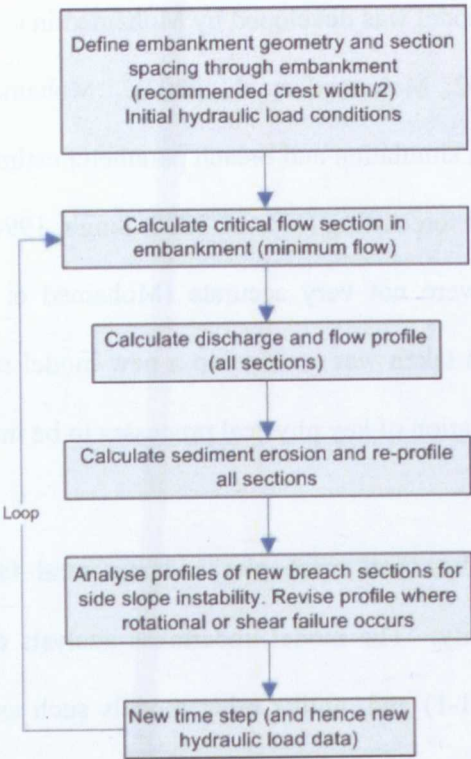 Define embankment geometry and section
spacing through embankment
(recommended crest width/2)
Initial hydraulic load conditions
Calculate critical flow section in
embankment (minimum flow)
Calculate discharge and flow profile
(all sections)
Calculate sediment erosion and re-profile
all sections
Loop
Analyse profiles of new breach sections for
side slope instability. Revise profile where
rotational or shear failure occurs
New time step (and hence new
hydraulic load data)